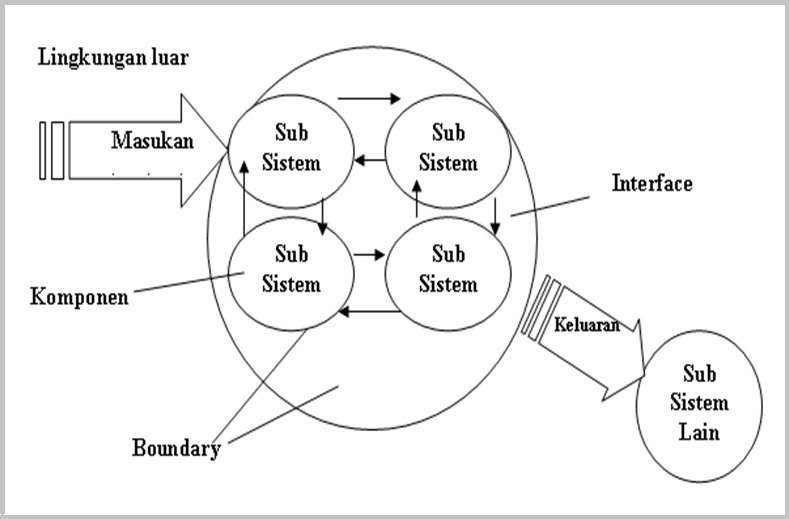 Lingkungan luar
Masukan
Sub
Sistem
Sub
Sistem
Interface
Sub
Sistem
Sub
Sistem
Komponen
Keluaran
Sub
Sistem
Lain
Boundary